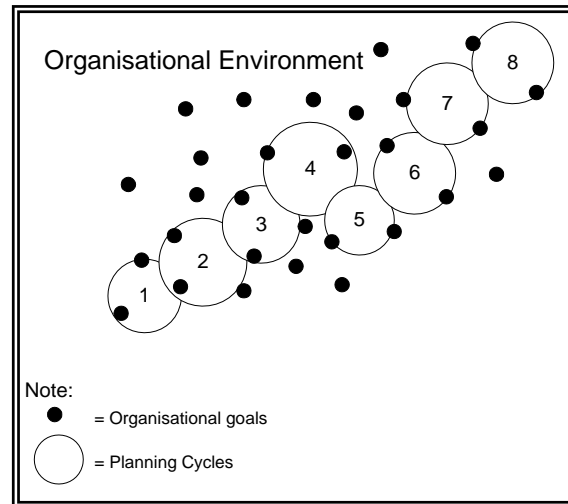 Organisational Environment
8
7
4
6
3
5
2
1
Note:
= Organisational goals
= Planning Cycles